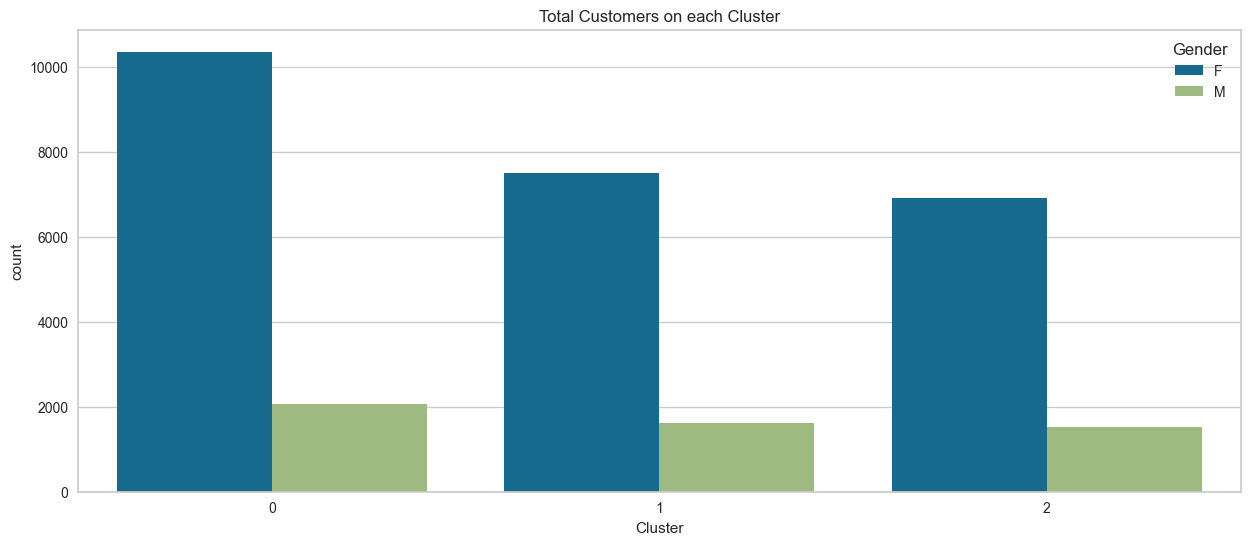 Total Customers on each Cluster
Gender
F
M
10000
8000
6000
4000
2000
0
count
0
1
2
Cluster